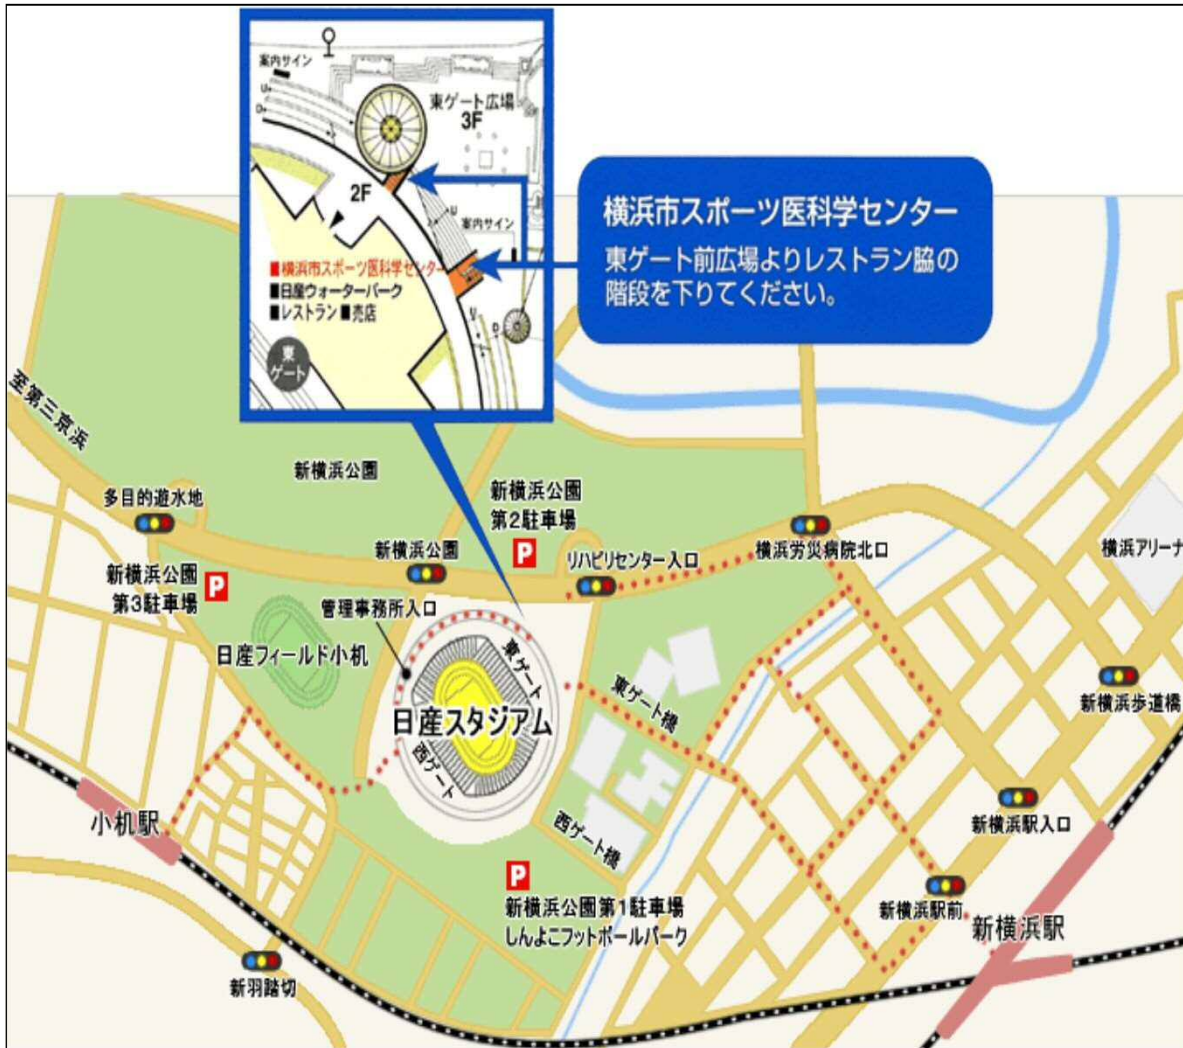 案内サイン
U
D
東ゲート広場
3F
2F
U
案内サイン
■横浜市スポーツ医科学センター
■日産ウォーターパーク
■レストラン ■売店
U
D
東
ゲート
横浜市スポーツ医科学センター
東ゲート前広場よりレストラン脇の
階段を下りてください。
至第三京浜
新横浜公園
多目的遊水地
新横浜公園
第2駐車場
P
新横浜公園
リハビリセンター入口
横浜労災病院北口
横浜アリーナ
新横浜公園
第3駐車場
P
管理事務所入口
日産フィールド小机
東ゲート
日産スタジアム
西ゲート
東ゲート橋
新横浜歩道橋
小机駅
西ゲート橋
新横浜駅入口
P
新横浜公園第1駐車場
しんよこフットボールパーク
新横浜駅前
新横浜駅
新羽踏切